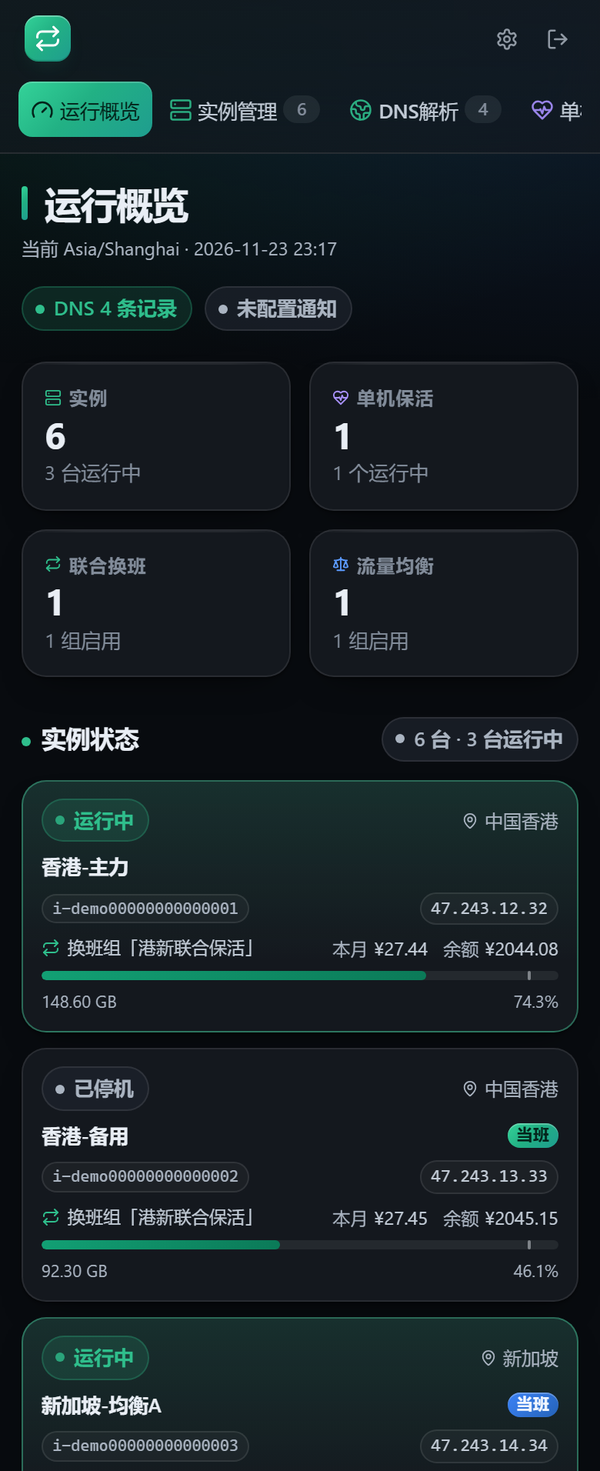 运行概览 实例管理 6 DNS解析 4
运行概览
当前 Asia/Shanghai · 2026-11-23 23:17
DNS 4 条记录 未配置通知
实例 单机保活
6 1
3 台运行中 1 个运行中
联合换班 流量均衡
1 1
1 组启用 1 组启用
实例状态 6 台 · 3 台运行中
运行中 中国香港
香港-主力
i-demo00000000000001 47.243.12.32
换班组「港新联合保活」 本月 ¥27.44 余额 ¥2044.08
148.60 GB 74.3%
已停机 中国香港
香港-备用 当班
i-demo00000000000002 47.243.13.33
换班组「港新联合保活」 本月 ¥27.45 余额 ¥2045.15
92.30 GB 46.1%
运行中 新加坡
新加坡-均衡A 当班
i-demo00000000000003 47.243.14.34